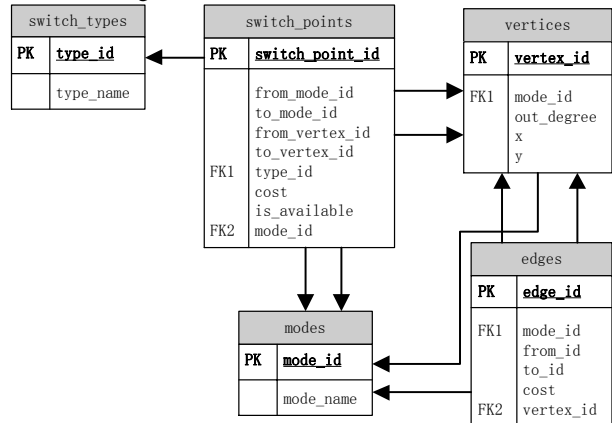 switch_types
PK type_id
type_name
switch_points
PK switch_point_id
from_mode_id
to_mode_id
from_vertex_id
to_vertex_id
FK1 type_id
cost
is_available
FK2 mode_id
vertices
PK vertex_id
FK1 mode_id
out_degree
x
y
modes
PK mode_id
mode_name
edges
PK edge_id
FK1 mode_id
from_id
to_id
cost
FK2 vertex_id